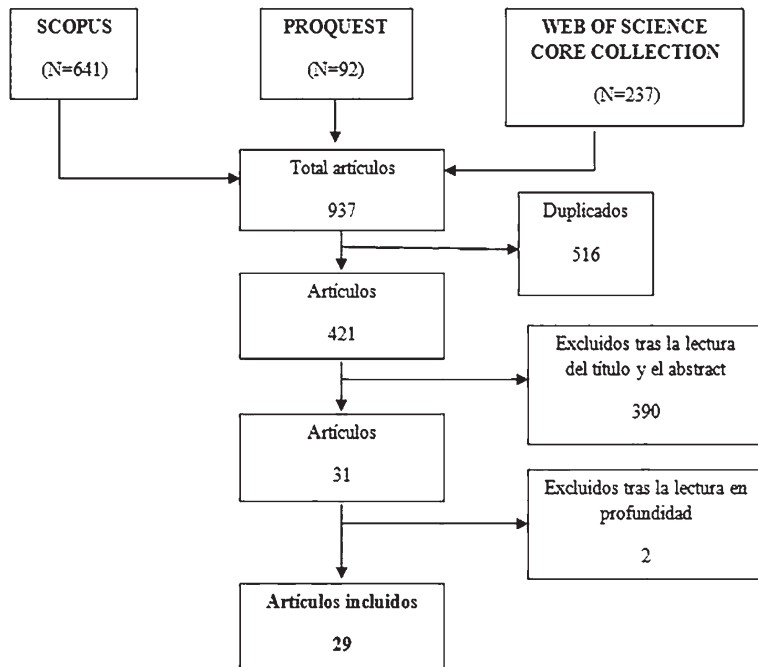 SCOPUS
(N=641)
PROQUEST
(N=92)
WEB OF SCIENCE
CORE COLLECTION
(N=237)
Total artículos
937
Duplicados
516
Artículos
421
Excluidos tras la lectura
del título y el abstract
390
Artículos
31
Excluidos tras la lectura en
profundidad
2
Artículos incluidos
29